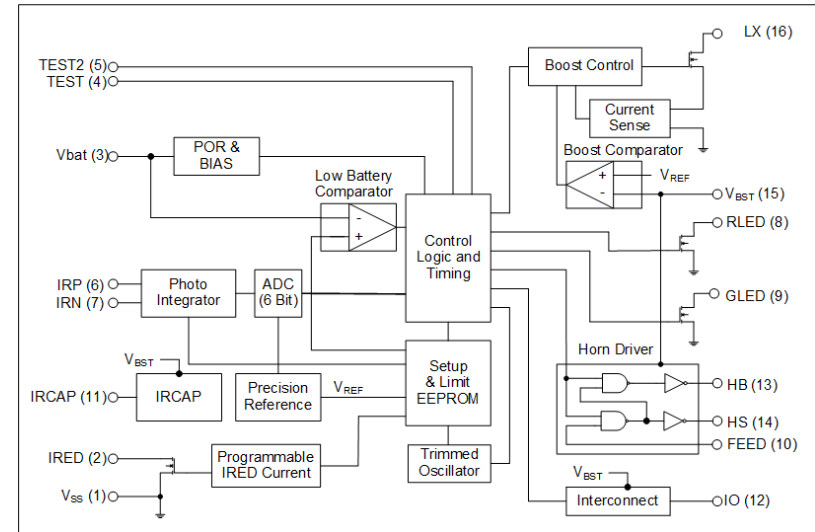 LX (16)
TEST2 (5)
TEST (4)
Boost Control
Current
Sense
Vbat (3)
POR &
BIAS
Boost Comparator
Low Battery
Comparator
+
-
VREF
VBST (15)
-
+
Control
Logic and
Timing
RLED (8)
IRP (6)
IRN (7)
Photo
Integrator
ADC
(6 Bit)
GLED (9)
Horn Driver
VBST
Setup
& Limit
EEPROM
IRCAP (11)
IRCAP
Precision
Reference
VREF
HB (13)
HS (14)
FEED (10)
IRED (2)
Programmable
IRED Current
Trimmed
Oscillator
VBST
VSS (1)
Interconnect
IO (12)